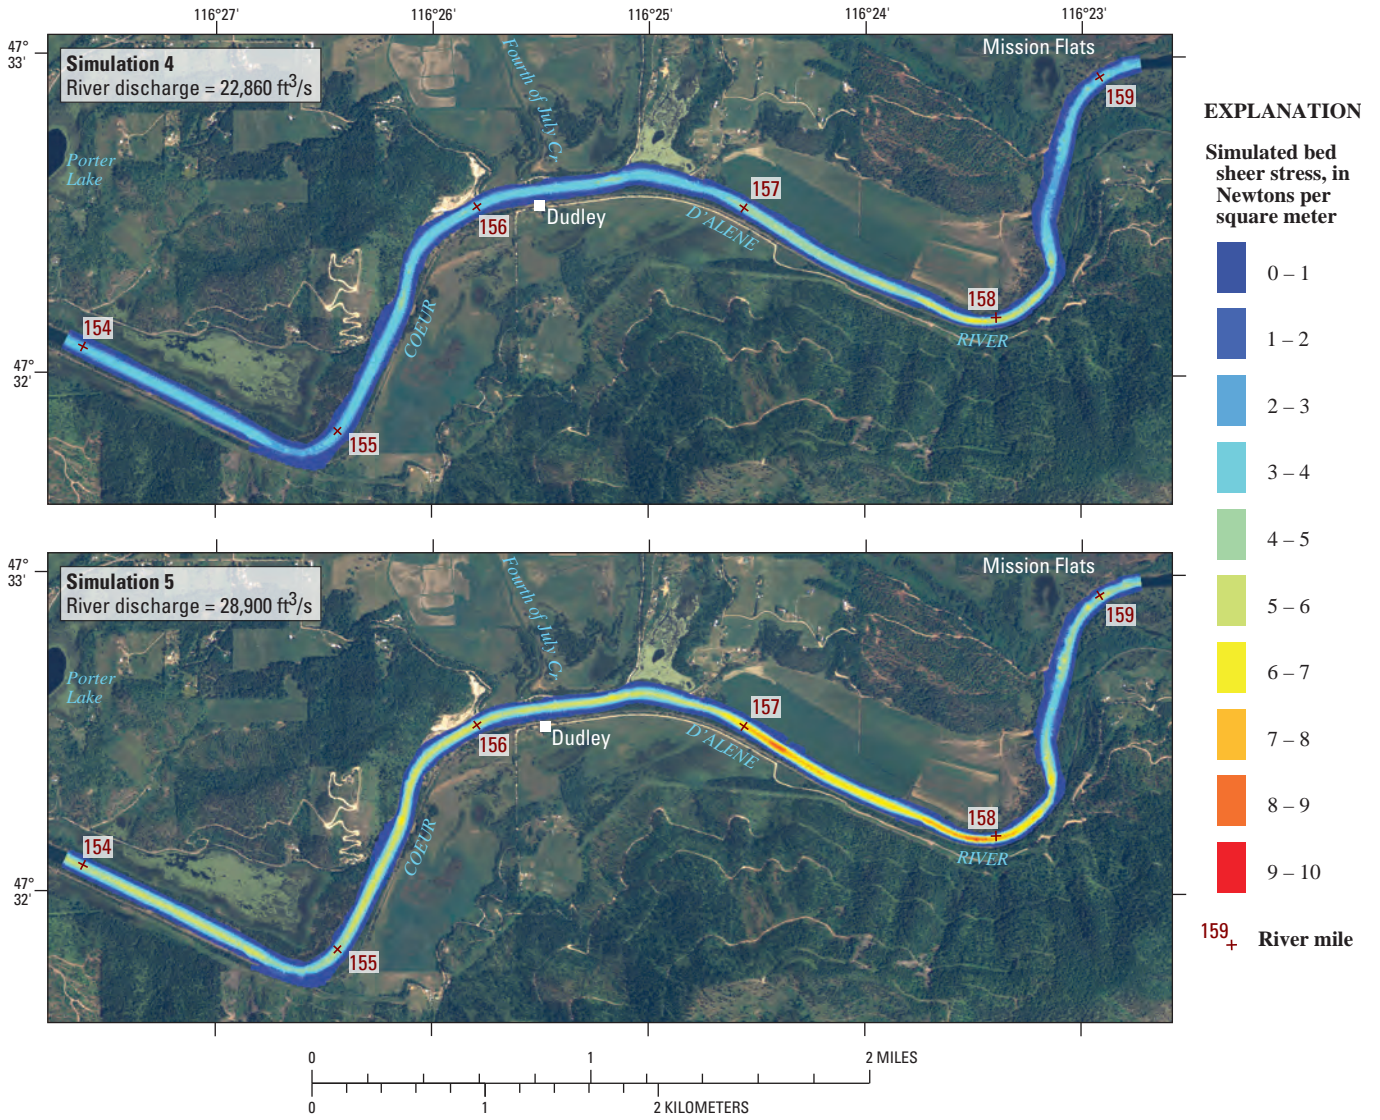 116°27' 116°26' 116°25' 116°24' 116°23'
47°
33'
Simulation 4
River discharge = 22,860 ft³/s
Mission Flats
159
Fourth of July Cr
Porter
Lake
157
156
Dudley
D'ALENE
158
RIVER
COEUR
154
155
47°
32'
47°
33'
Simulation 5
River discharge = 28,900 ft³/s
Mission Flats
159
Fourth of July Cr
Porter
Lake
157
156
Dudley
D'ALENE
158
RIVER
COEUR
154
155
47°
32'
0 1 2 MILES
0 1 2 KILOMETERS
EXPLANATION
Simulated bed
sheer stress, in
Newtons per
square meter
0 – 1
1 – 2
2 – 3
3 – 4
4 – 5
5 – 6
6 – 7
7 – 8
8 – 9
9 – 10
159 River mile